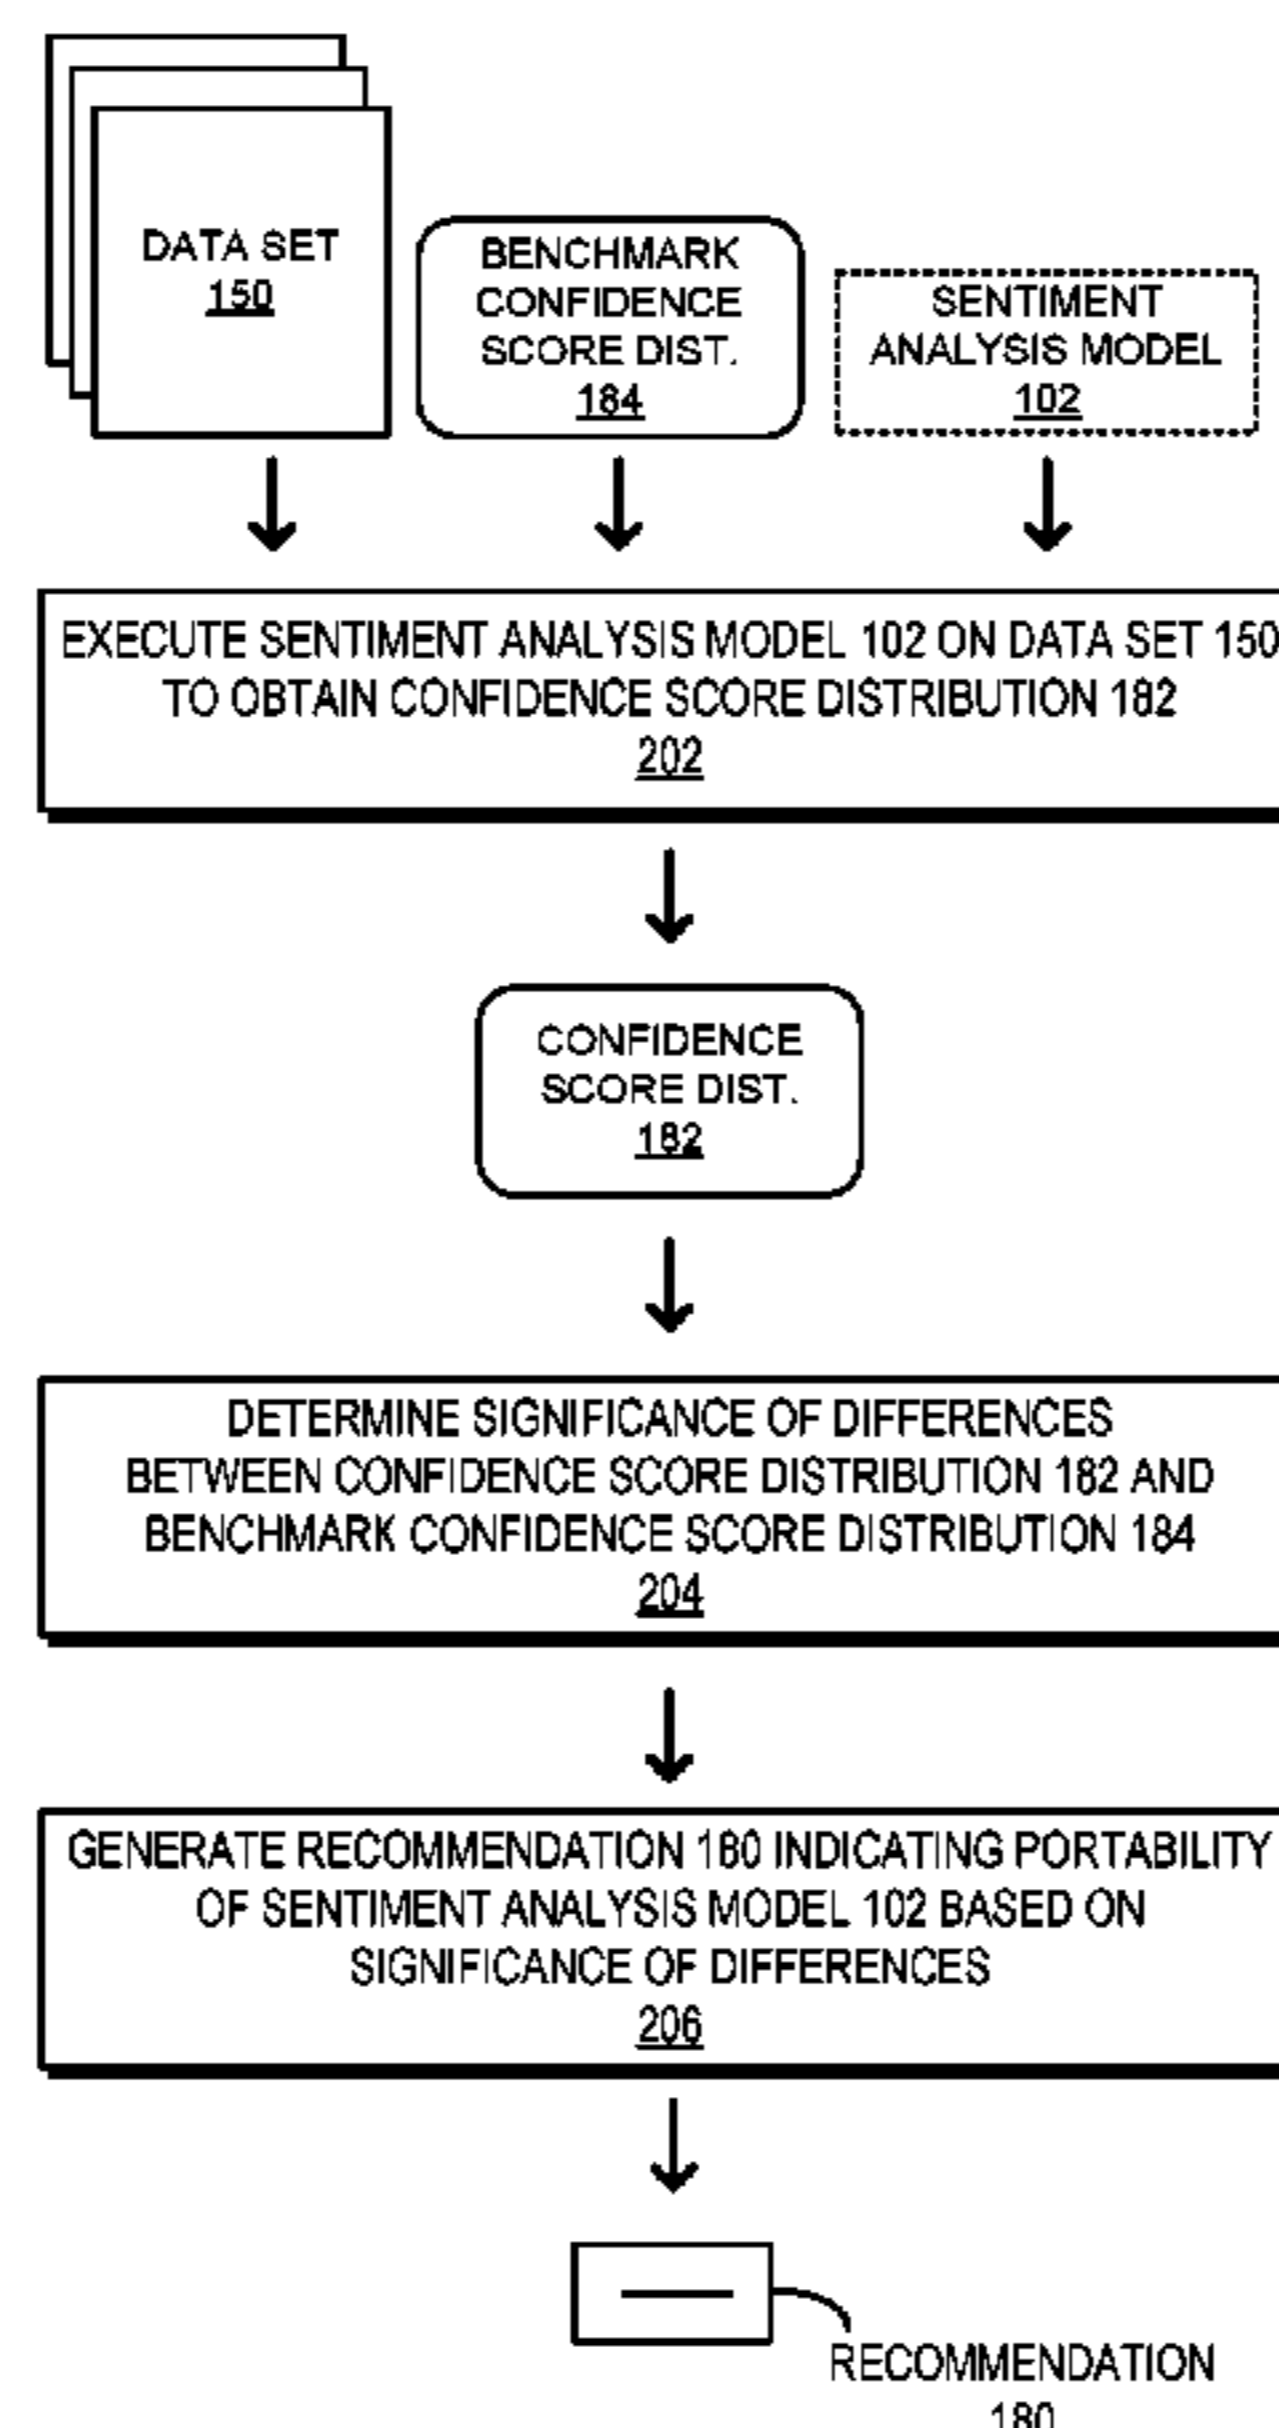 DATA SET
150
BENCHMARK
CONFIDENCE
SCORE DIST.
184
SENTIMENT
ANALYSIS MODEL
102
EXECUTE SENTIMENT ANALYSIS MODEL 102 ON DATA SET 150
TO OBTAIN CONFIDENCE SCORE DISTRIBUTION 182
202
CONFIDENCE
SCORE DIST.
182
DETERMINE SIGNIFICANCE OF DIFFERENCES
BETWEEN CONFIDENCE SCORE DISTRIBUTION 182 AND
BENCHMARK CONFIDENCE SCORE DISTRIBUTION 184
204
GENERATE RECOMMENDATION 180 INDICATING PORTABILITY
OF SENTIMENT ANALYSIS MODEL 102 BASED ON
SIGNIFICANCE OF DIFFERENCES
206
RECOMMENDATION
180